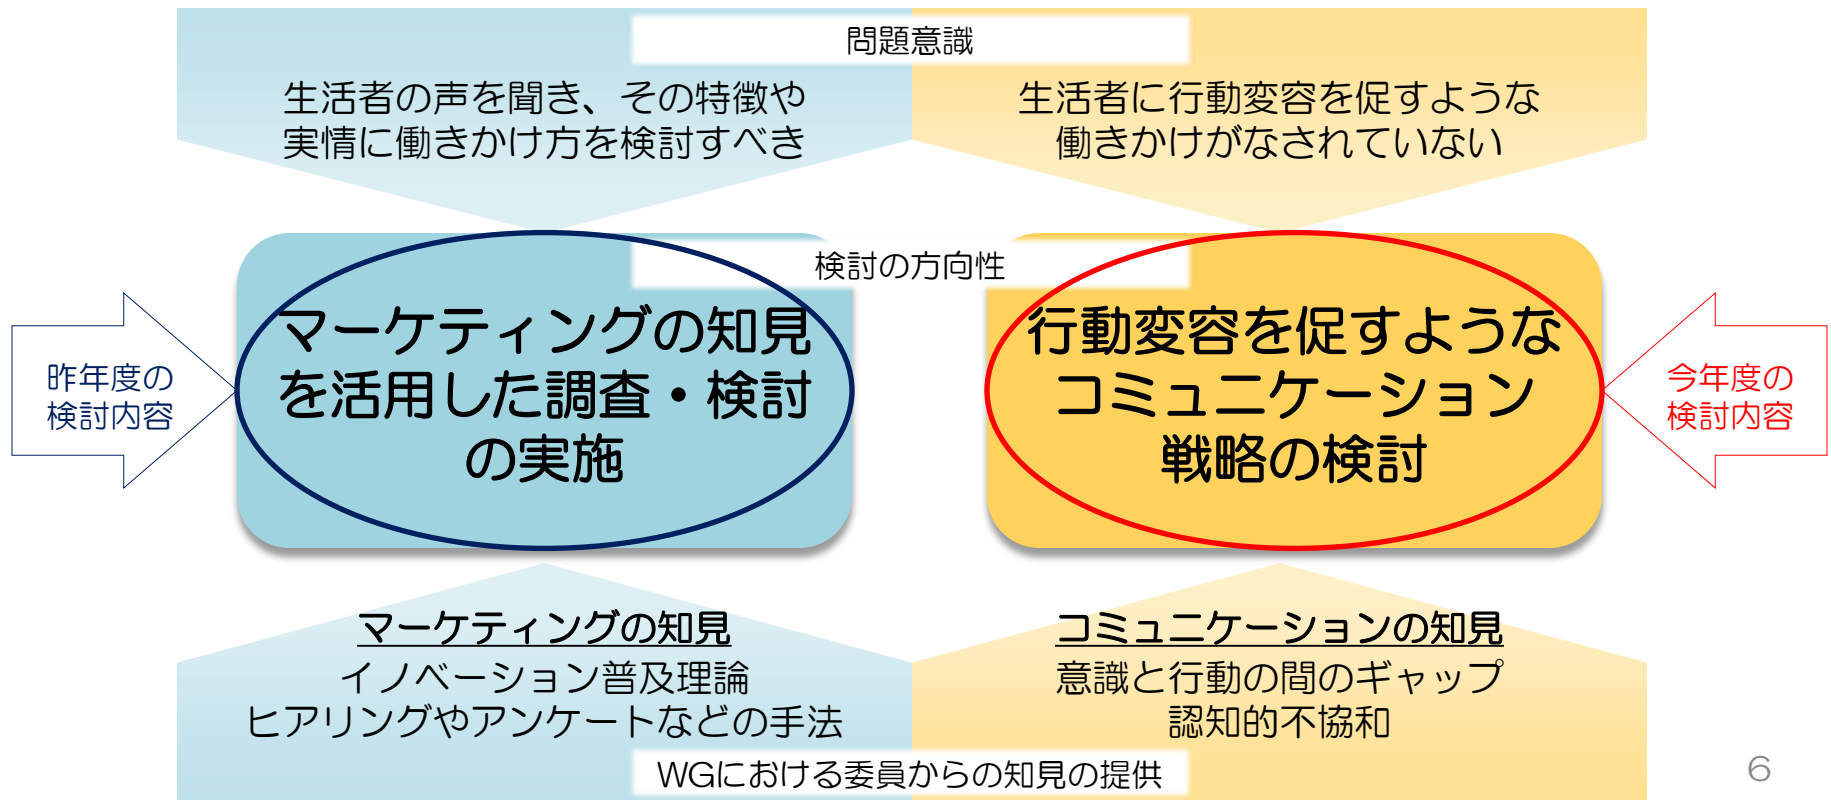 問題意識
生活者の声を聞き、その特徴や
実情に働きかけ方を検討すべき
生活者に行動変容を促すような
働きかけがなされていない
検討の方向性
昨年度の
検討内容
マーケティングの知見
を活用した調査・検討
の実施
行動変容を促すような
コミュニケーション
戦略の検討
今年度の
検討内容
マーケティングの知見
イノベーション普及理論
ヒアリングやアンケートなどの手法
コミュニケーションの知見
意識と行動の間のギャップ
認知的不協和
WGにおける委員からの知見の提供
6